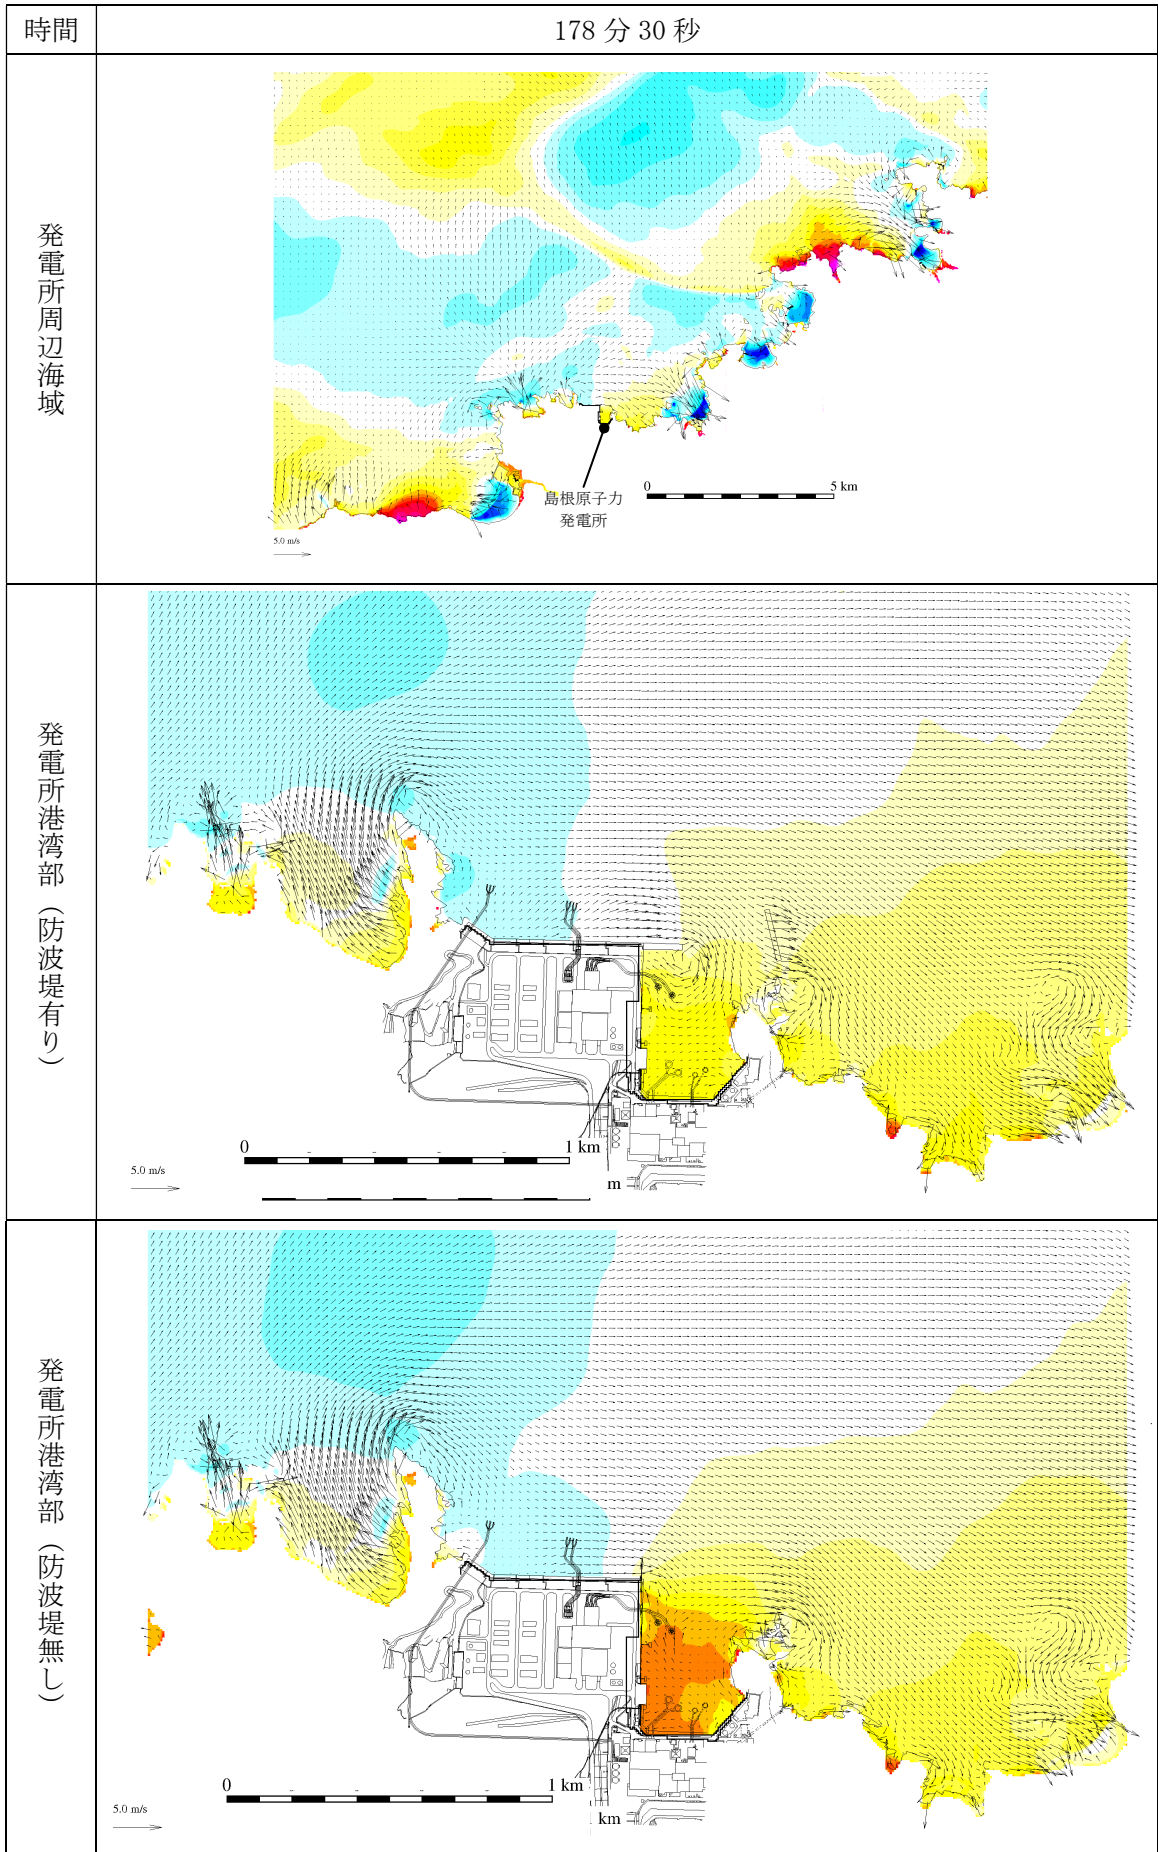 時間
178 分 30 秒
発電所周辺海域
島根原子力
発電所
0
5 km
5.0 m/s
発電所港湾部（防波堤有り）
0
1 km
5.0 m/s
m
発電所港湾部（防波堤無し）
0
1 km
5.0 m/s
km